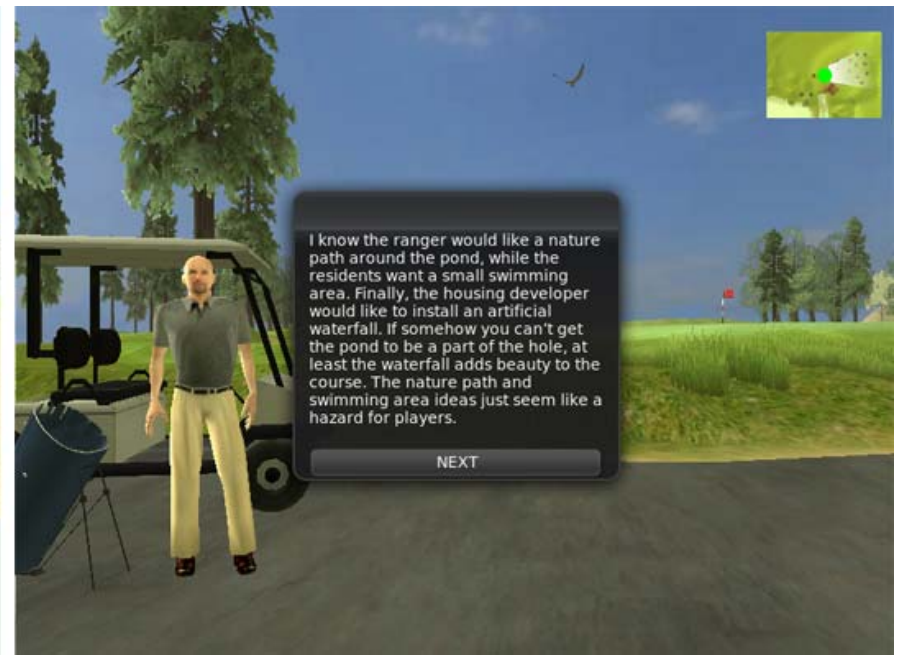 I know the ranger would like a nature
path around the pond, while the
residents want a small swimming
area. Finally, the housing developer
would like to install an artificial
waterfall. If somehow you can't get
the pond to be a part of the hole, at
least the waterfall adds beauty to the
course. The nature path and
swimming area ideas just seem like a
hazard for players.
NEXT